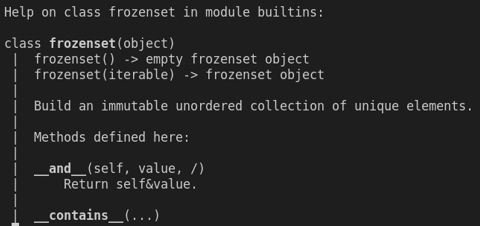 Help on class frozenset in module builtins:

class frozenset(object)
 |  frozenset() -> empty frozenset object
 |  frozenset(iterable) -> frozenset object
 |
 |  Build an immutable unordered collection of unique elements.
 |
 |  Methods defined here:
 |
 |  __and__(self, value, /)
 |      Return self&value.
 |
 |  __contains__(...)